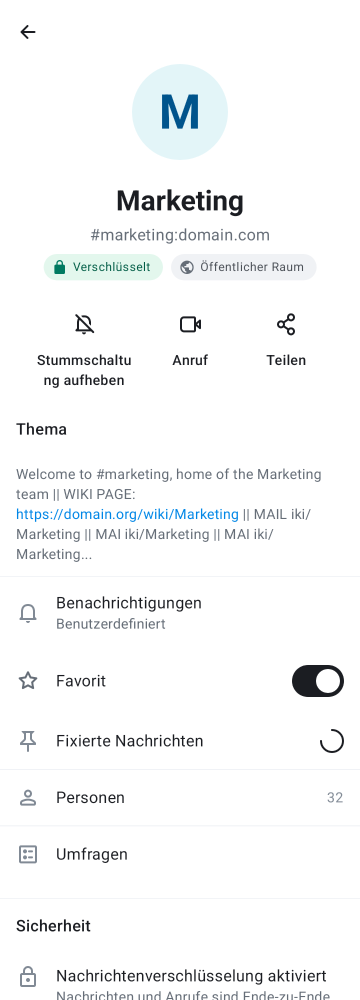 M
Marketing
#marketing:domain.com
Verschlüsselt
Öffentlicher Raum
Stummschaltu
ng aufheben
Anruf
Teilen
Thema
Welcome to #marketing, home of the Marketing
team || WIKI PAGE:
https://domain.org/wiki/Marketing || MAIL iki/
Marketing || MAI iki/Marketing || MAI iki/
Marketing...
Benachrichtigungen
Benutzerdefiniert
Favorit
Fixierte Nachrichten
Personen
32
Umfragen
Sicherheit
Nachrichtenverschlüsselung aktiviert
Nachrichten und Anrufe sind Ende-zu-Ende